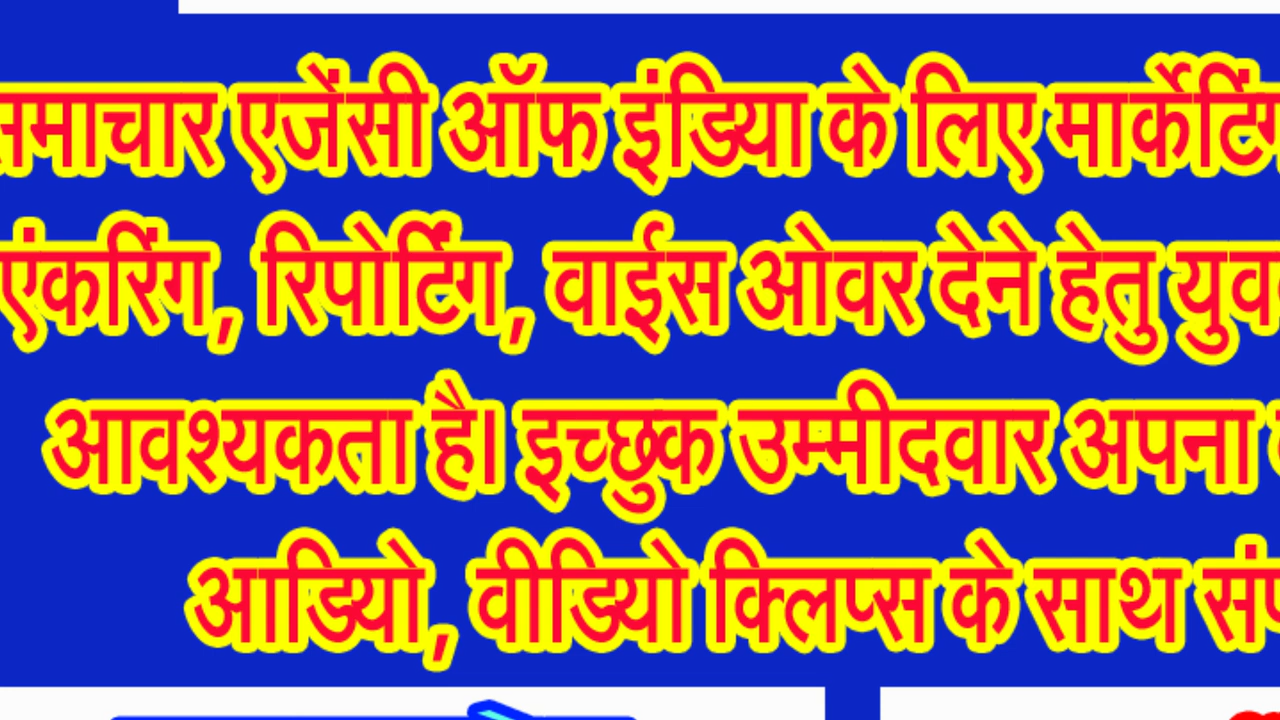 समाचार एजेंसी ऑफ इंडिया के लिए मार्केटिंग
एंकरिंग, रिपोर्टिंग, वाईस ओवर देने हेतु
आवश्यकता है। इच्छुक उम्मीदवार अपना
आडियो, वीडियो क्लिप्स के साथ